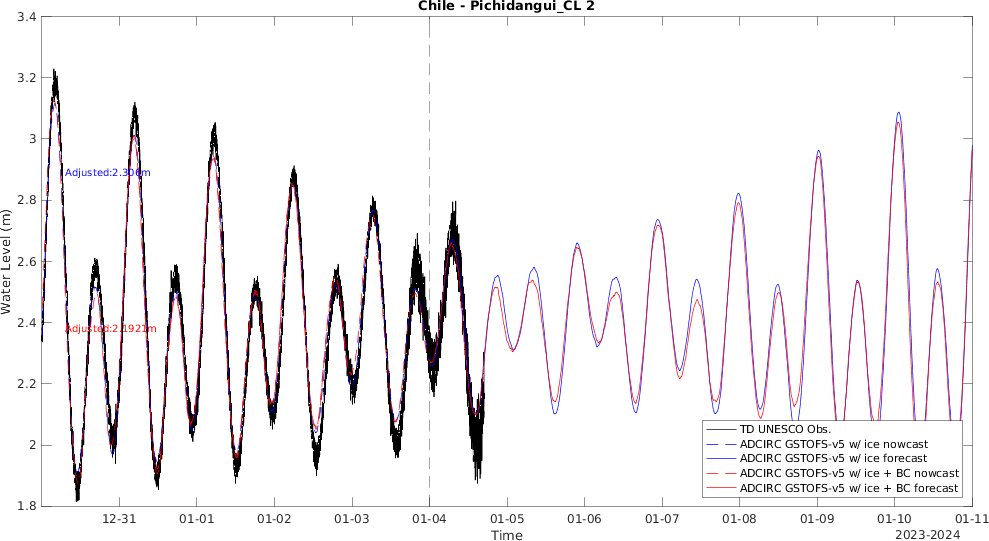 Chile - Pichidangui_CL 2
3.4
3.2
3
2.8
2.6
2.4
2.2
2
1.8
Water Level (m)
Adjusted:2.306m
Adjusted:2.1921m
TD UNESCO Obs.
ADCIRC GSTOFS-v5 w/ ice nowcast
ADCIRC GSTOFS-v5 w/ ice forecast
ADCIRC GSTOFS-v5 w/ ice + BC nowcast
ADCIRC GSTOFS-v5 w/ ice + BC forecast
12-31 01-01 01-02 01-03 01-04 01-05 01-06 01-07 01-08 01-09 01-10 01-11
Time
2023-2024